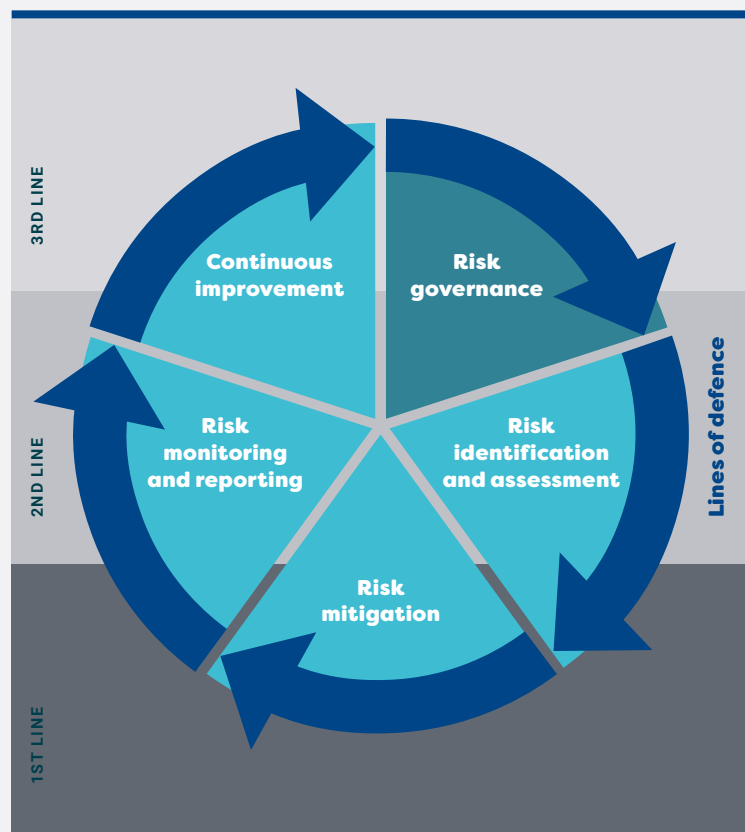 3RD LINE
Continuous
improvement
Risk
governance
2ND LINE
Risk
monitoring
and reporting
Risk
identification
and assessment
Lines of defence
Risk
mitigation
1ST LINE